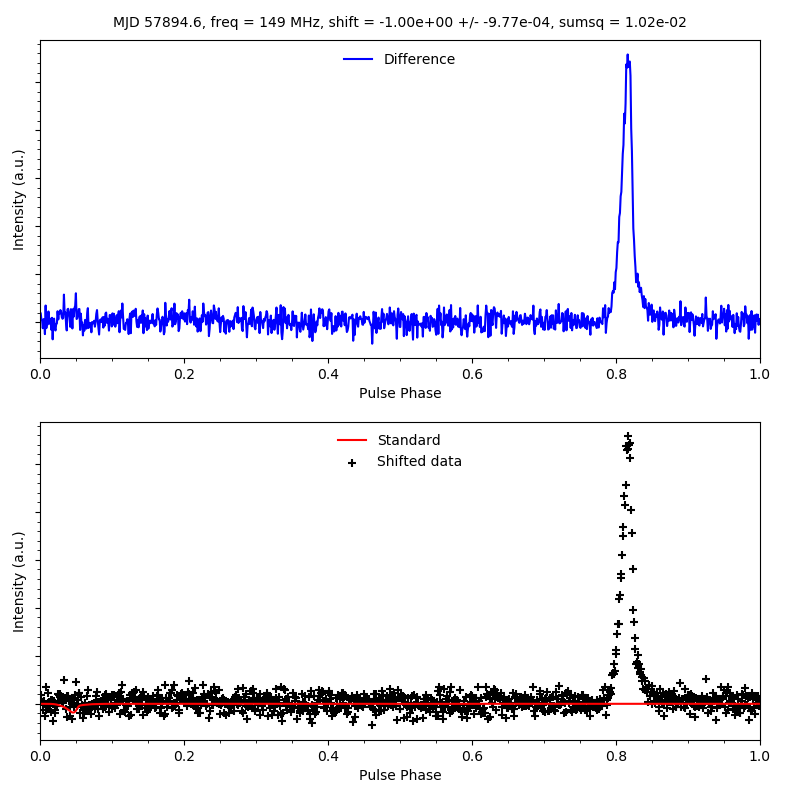 MJD 57894.6, freq = 149 MHz, shift = -1.00e+00 +/- -9.77e-04, sumsq = 1.02e-02
Difference
Intensity (a.u.)
0.0 0.2 0.4 0.6 0.8 1.0
Pulse Phase
Standard
Shifted data
Intensity (a.u.)
0.0 0.2 0.4 0.6 0.8 1.0
Pulse Phase